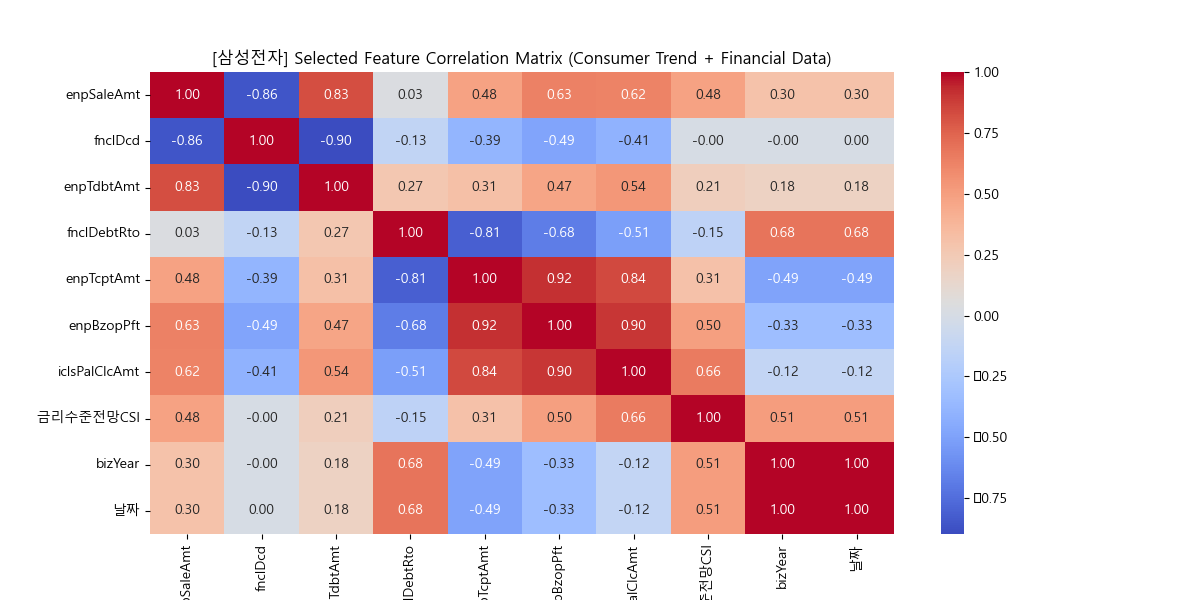 [삼성전자] Selected Feature Correlation Matrix (Consumer Trend + Financial Data)
enpSaleAmt 1.00 -0.86 0.83 0.03 0.48 0.63 0.62 0.48 0.30 0.30
fnclDcd -0.86 1.00 -0.90 -0.13 -0.39 -0.49 -0.41 -0.00 -0.00 0.00
enpTdbtAmt 0.83 -0.90 1.00 0.27 0.31 0.47 0.54 0.21 0.18 0.18
fnclDebtRto 0.03 -0.13 0.27 1.00 -0.81 -0.68 -0.51 -0.15 0.68 0.68
enpTcptAmt 0.48 -0.39 0.31 -0.81 1.00 0.92 0.84 0.31 -0.49 -0.49
enpBzopPft 0.63 -0.49 0.47 -0.68 0.92 1.00 0.90 0.50 -0.33 -0.33
iclsPalClcAmt 0.62 -0.41 0.54 -0.51 0.84 0.90 1.00 0.66 -0.12 -0.12
금리수준전망CSI 0.48 -0.00 0.21 -0.15 0.31 0.50 0.66 1.00 0.51 0.51
bizYear 0.30 -0.00 0.18 0.68 -0.49 -0.33 -0.12 0.51 1.00 1.00
날짜 0.30 0.00 0.18 0.68 -0.49 -0.33 -0.12 0.51 1.00 1.00
pSaleAmt
fnclDcd
TdbtAmt
lDebtRto
pTcptAmt
oBzopPft
alClcAmt
준전망CSI
bizYear
날짜
1.00
0.75
0.50
0.25
0.00
□0.25
□0.50
□0.75